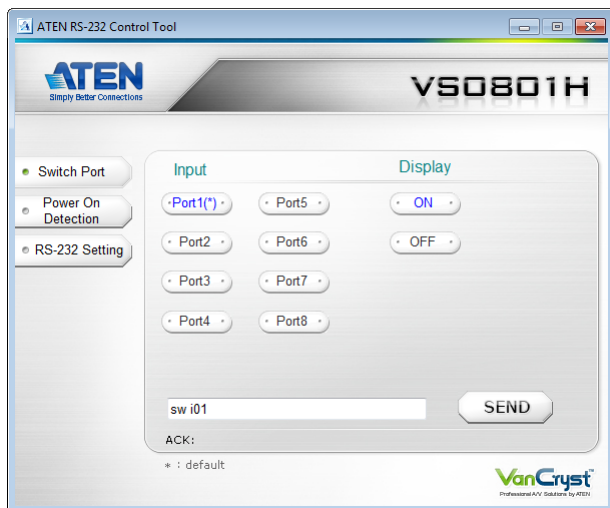 ATEN RS-232 Control Tool
ATEN
Simply Better Connections
VS0801H
Switch Port
Power On
Detection
RS-232 Setting
Input
Display
Port1(*)
Port5
ON
Port2
Port6
OFF
Port3
Port7
Port4
Port8
sw i01
SEND
ACK:
* : default
VanCryst™
Professional A/V Solutions by ATEN